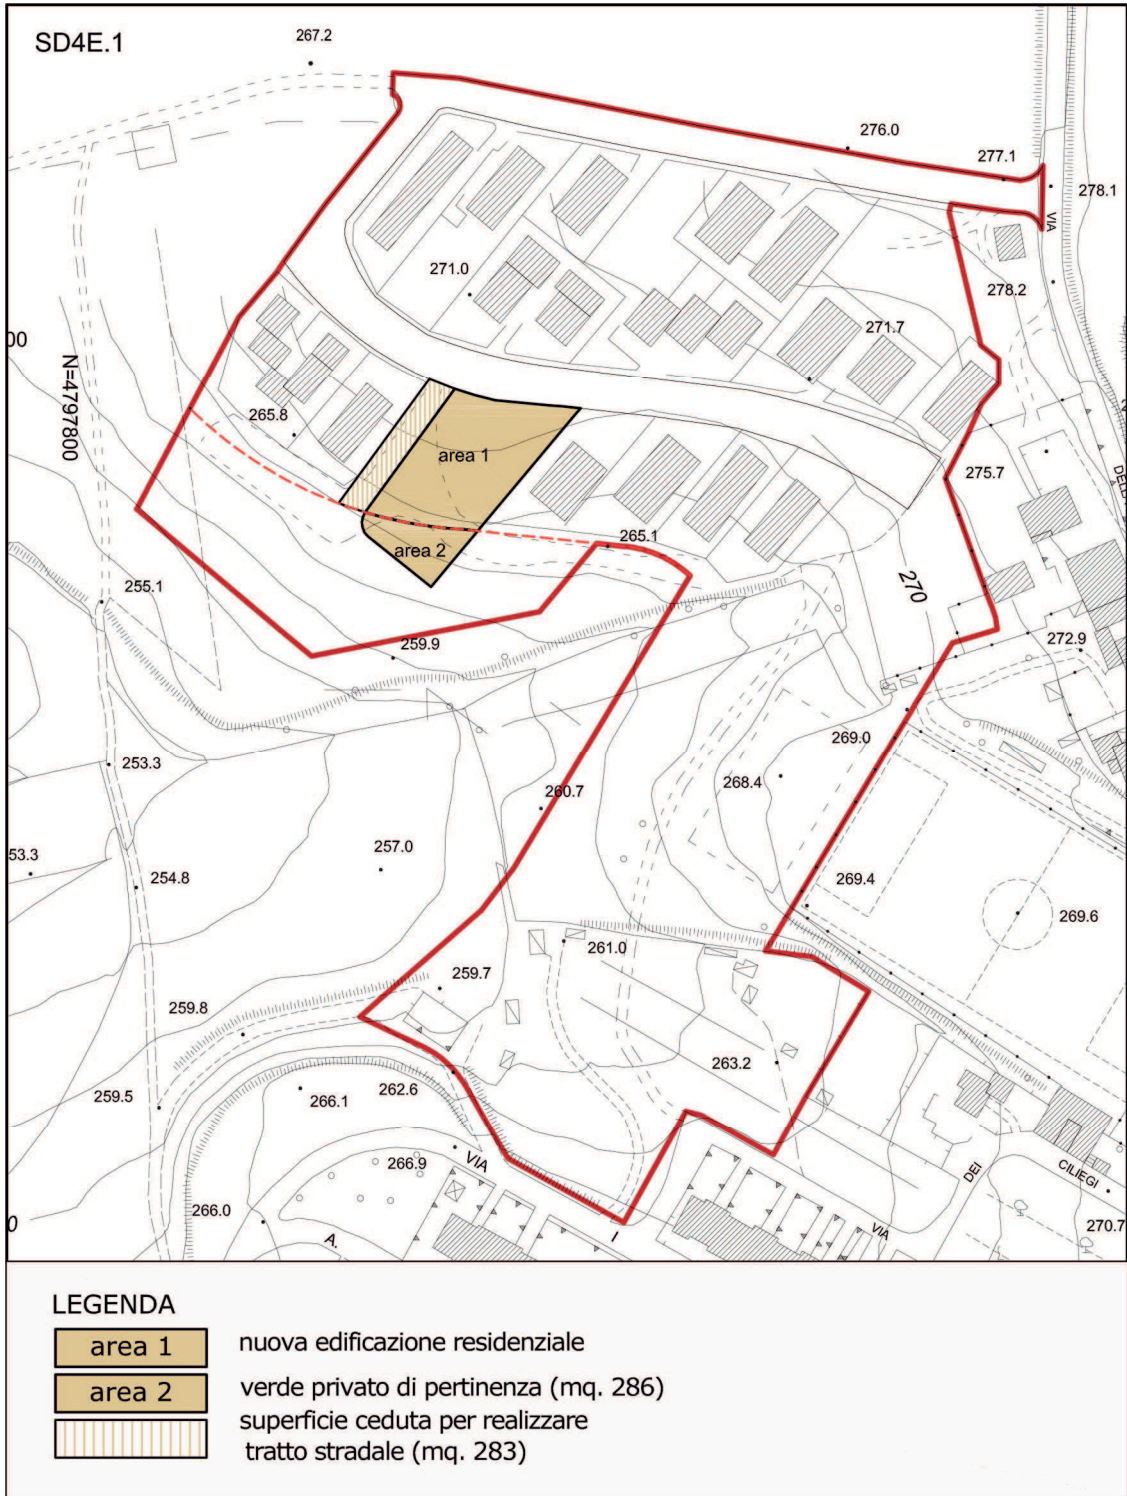 SD4E.1
267.2
276.0
277.1
278.1
VIA
271.0
278.2
271.7
00
N=4797800
265.8
area 1
275.7
265.1
area 2
255.1
270
259.9
272.9
269.0
253.3
268.4
260.7
53.3
257.0
254.8
269.4
269.6
261.0
259.7
259.8
263.2
262.6
259.5
266.1
266.9
VIA
DEI
CILIEGI
266.0
0
A.
I
VIA
270.7
LEGENDA
area 1
nuova edificazione residenziale
area 2
verde privato di pertinenza (mq. 286)
superficie ceduta per realizzare
tratto stradale (mq. 283)